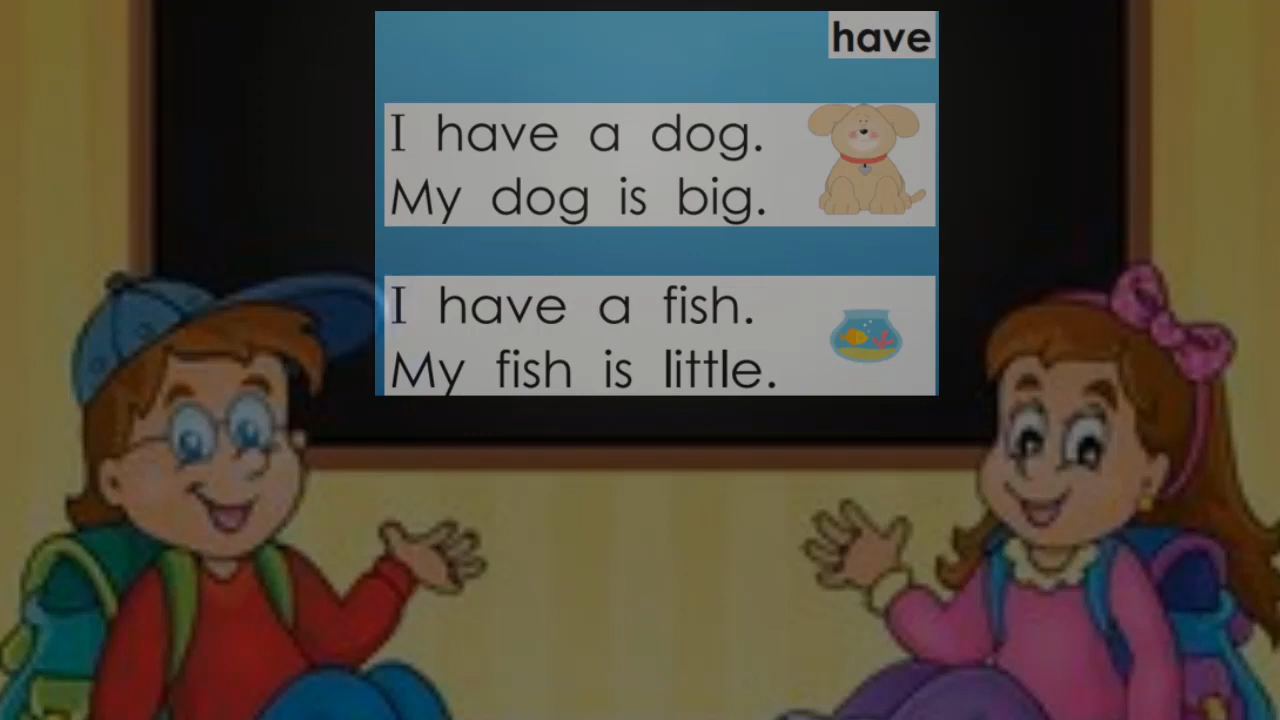 have
I have a dog.
My dog is big.
I have a fish.
My fish is little.